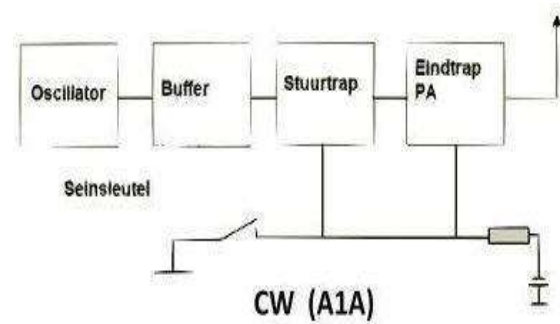 Oscillator
Buffer
Stuurtrap
Eindtrap
PA
Seinsleutel
CW (A1A)